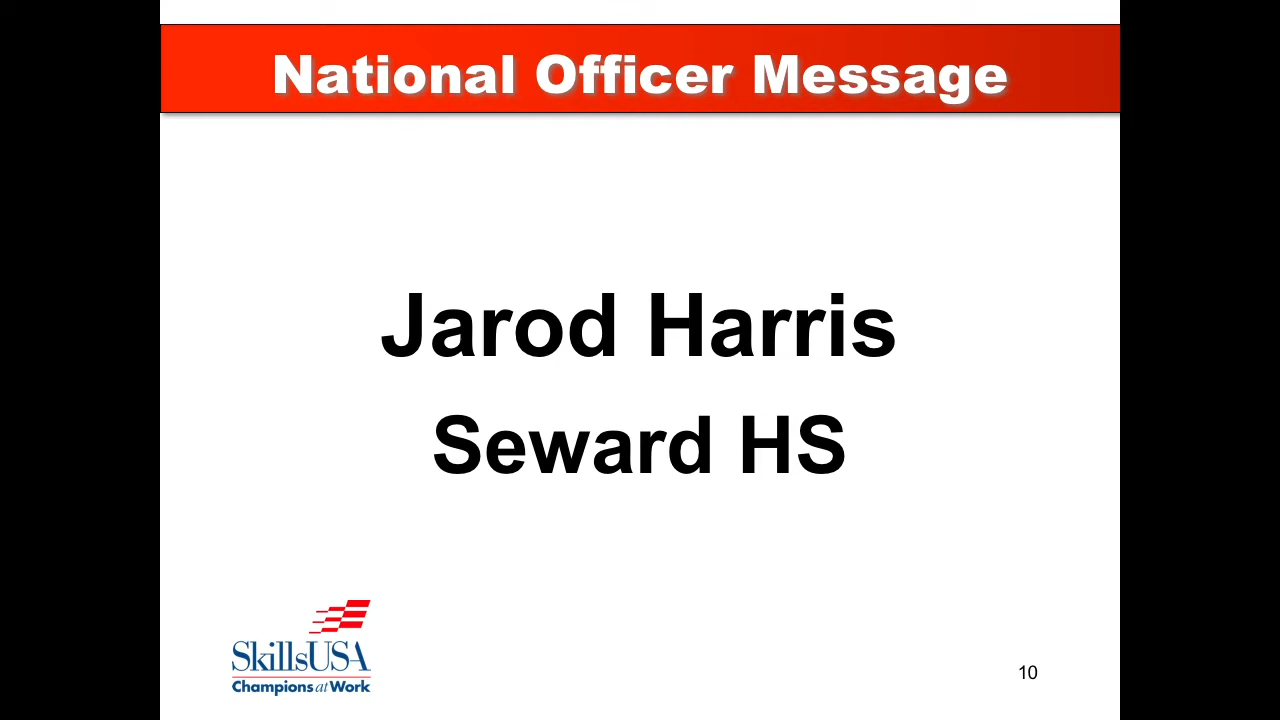 National Officer Message
Jarod Harris
Seward HS
SkillsUSA
Champions at Work
10